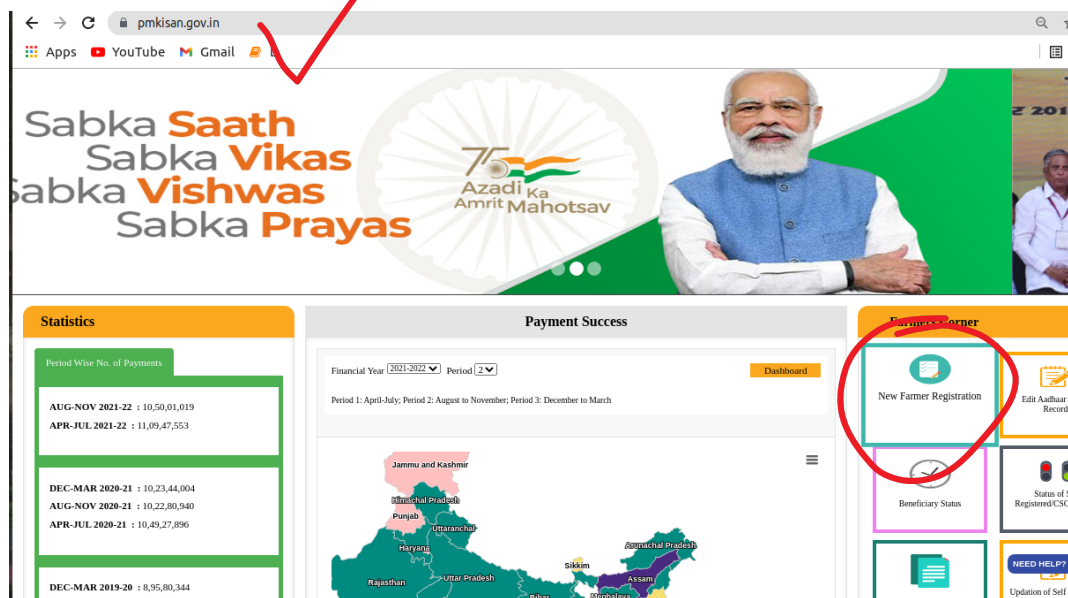 pmkisan.gov.in
Apps YouTube Gmail
Sabka Saath
Sabka Vikas
Sabka Vishwas
Sabka Prayas
75
Azadi Ka
Amrit Mahotsav
201
Statistics
Period Wise No. of Payments
AUG-NOV 2021-22 : 10,50,01,019
APR-JUL 2021-22 : 11,09,47,553
DEC-MAR 2020-21 : 10,23,44,004
AUG-NOV 2020-21 : 10,22,80,940
APR-JUL 2020-21 : 10,49,27,896
DEC-MAR 2019-20 : 8,95,80,344
Payment Success
Financial Year 2021-2022 Period 2
Dashboard
Period 1: April-July; Period 2: August to November; Period 3: December to March
Jammu and Kashmir
Himachal Pradesh
Punjab
Uttaranchal
Haryana
Arunachal Pradesh
Sikkim
Rajasthan
Uttar Pradesh
Assam
Bihar
Meghalaya
Farmers Corner
New Farmer Registration
Edit Aadhaar
Record
Beneficiary Status
Status of S
Registered/CSC
NEED HELP?
Updation of Self